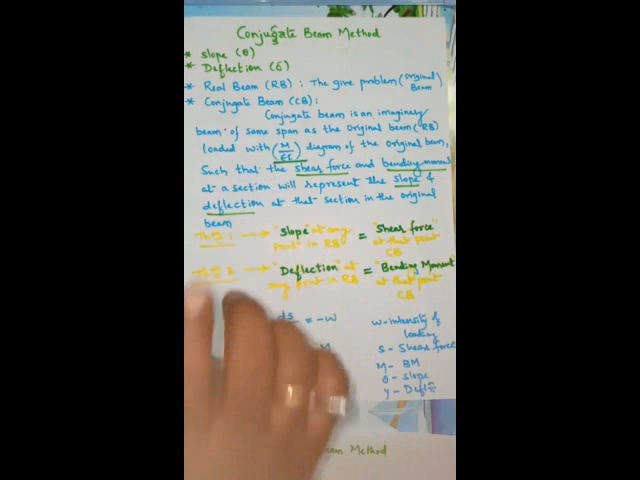 Conjugate Beam Method
* Slope (θ)
* Deflection (δ)
* Real Beam (RB) : The give problem (original Beam)
* Conjugate Beam (CB) :
Conjugate beam is an imaginery
beam of same span as the original beam (RB)
loaded with (M/EI) diagram of the original beam,
Such that the shear force and bending moment
at a section will represent the slope &
deflection at that section in the original
beam
"Slope" at any point in RB = "Shear force" at that point CB
"Deflection" at any point in RB = "Bending Moment" at that point CB
ds = -w
w - intensity of loading
S - Shear force
M
M - BM
θ - Slope
y - Defl
Method